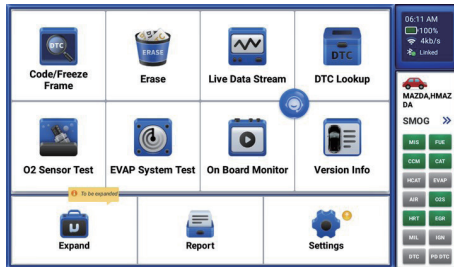 DTC
Code/Freeze
Frame
ERASE
Erase
Live Data Stream
DTC
DTC Lookup
O2 Sensor Test
EVAP System Test
On Board Monitor
Version Info
To be expanded
Expand
Report
Settings
06:11 AM
100%
4kb/s
Linked
MAZDA,HMAZ
DA
SMOG »
MIS FUE
CCM CAT
HCAT EVAP
AIR O2S
HRT EGR
MIL IGN
DTC PD DTC